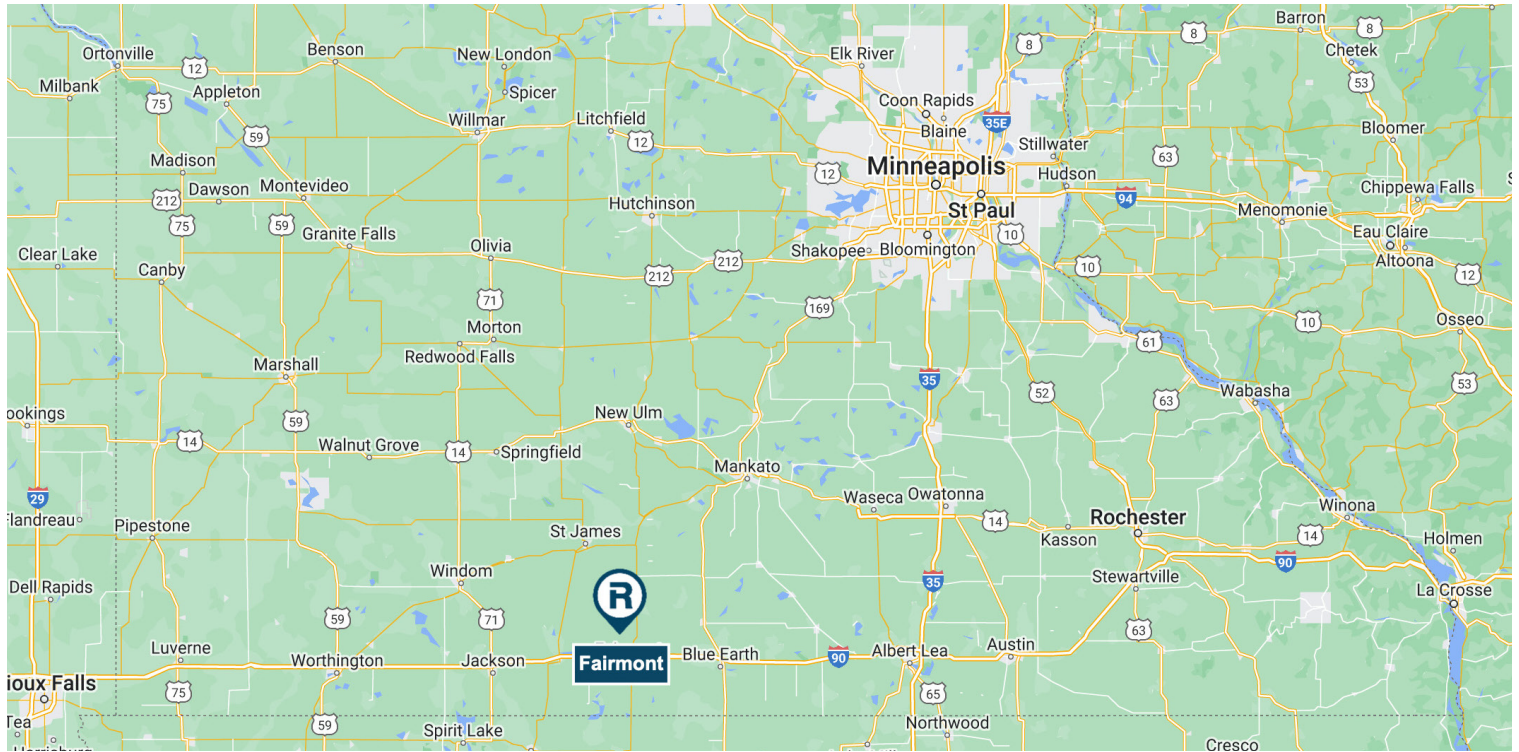 Barron
8
8
8
Ortonville
Benson
New London
Elk River
Chetek
12
Milbank
Appleton
Spicer
53
75
Coon Rapids
Willmar
Litchfield
35E
Blaine
Bloomer
59
12
Stillwater
63
Madison
Minneapolis
12
Hudson
Dawson
Montevideo
Chippewa Falls
212
94
Hutchinson
St Paul
Menomonie
75
59
Granite Falls
10
Eau Claire
Olivia
Shakopee
Bloomington
Clear Lake
212
Altoona
Canby
212
10
12
71
169
Morton
10
Osseo
Redwood Falls
61
Marshall
35
53
Wabasha
52
63
ookings
New Ulm
59
14
Walnut Grove
14
Springfield
Mankato
29
Waseca
Owatonna
Winona
Flandreau
Pipestone
14
Rochester
St James
Kasson
14
Holmen
90
Windom
Stewartville
35
Dell Rapids
La Crosse
R
59
71
63
Luverne
Worthington
Jackson
Fairmont
Blue Earth
90
Albert Lea
Austin
ioux Falls
75
65
Tea
59
Spirit Lake
Northwood
Cresco